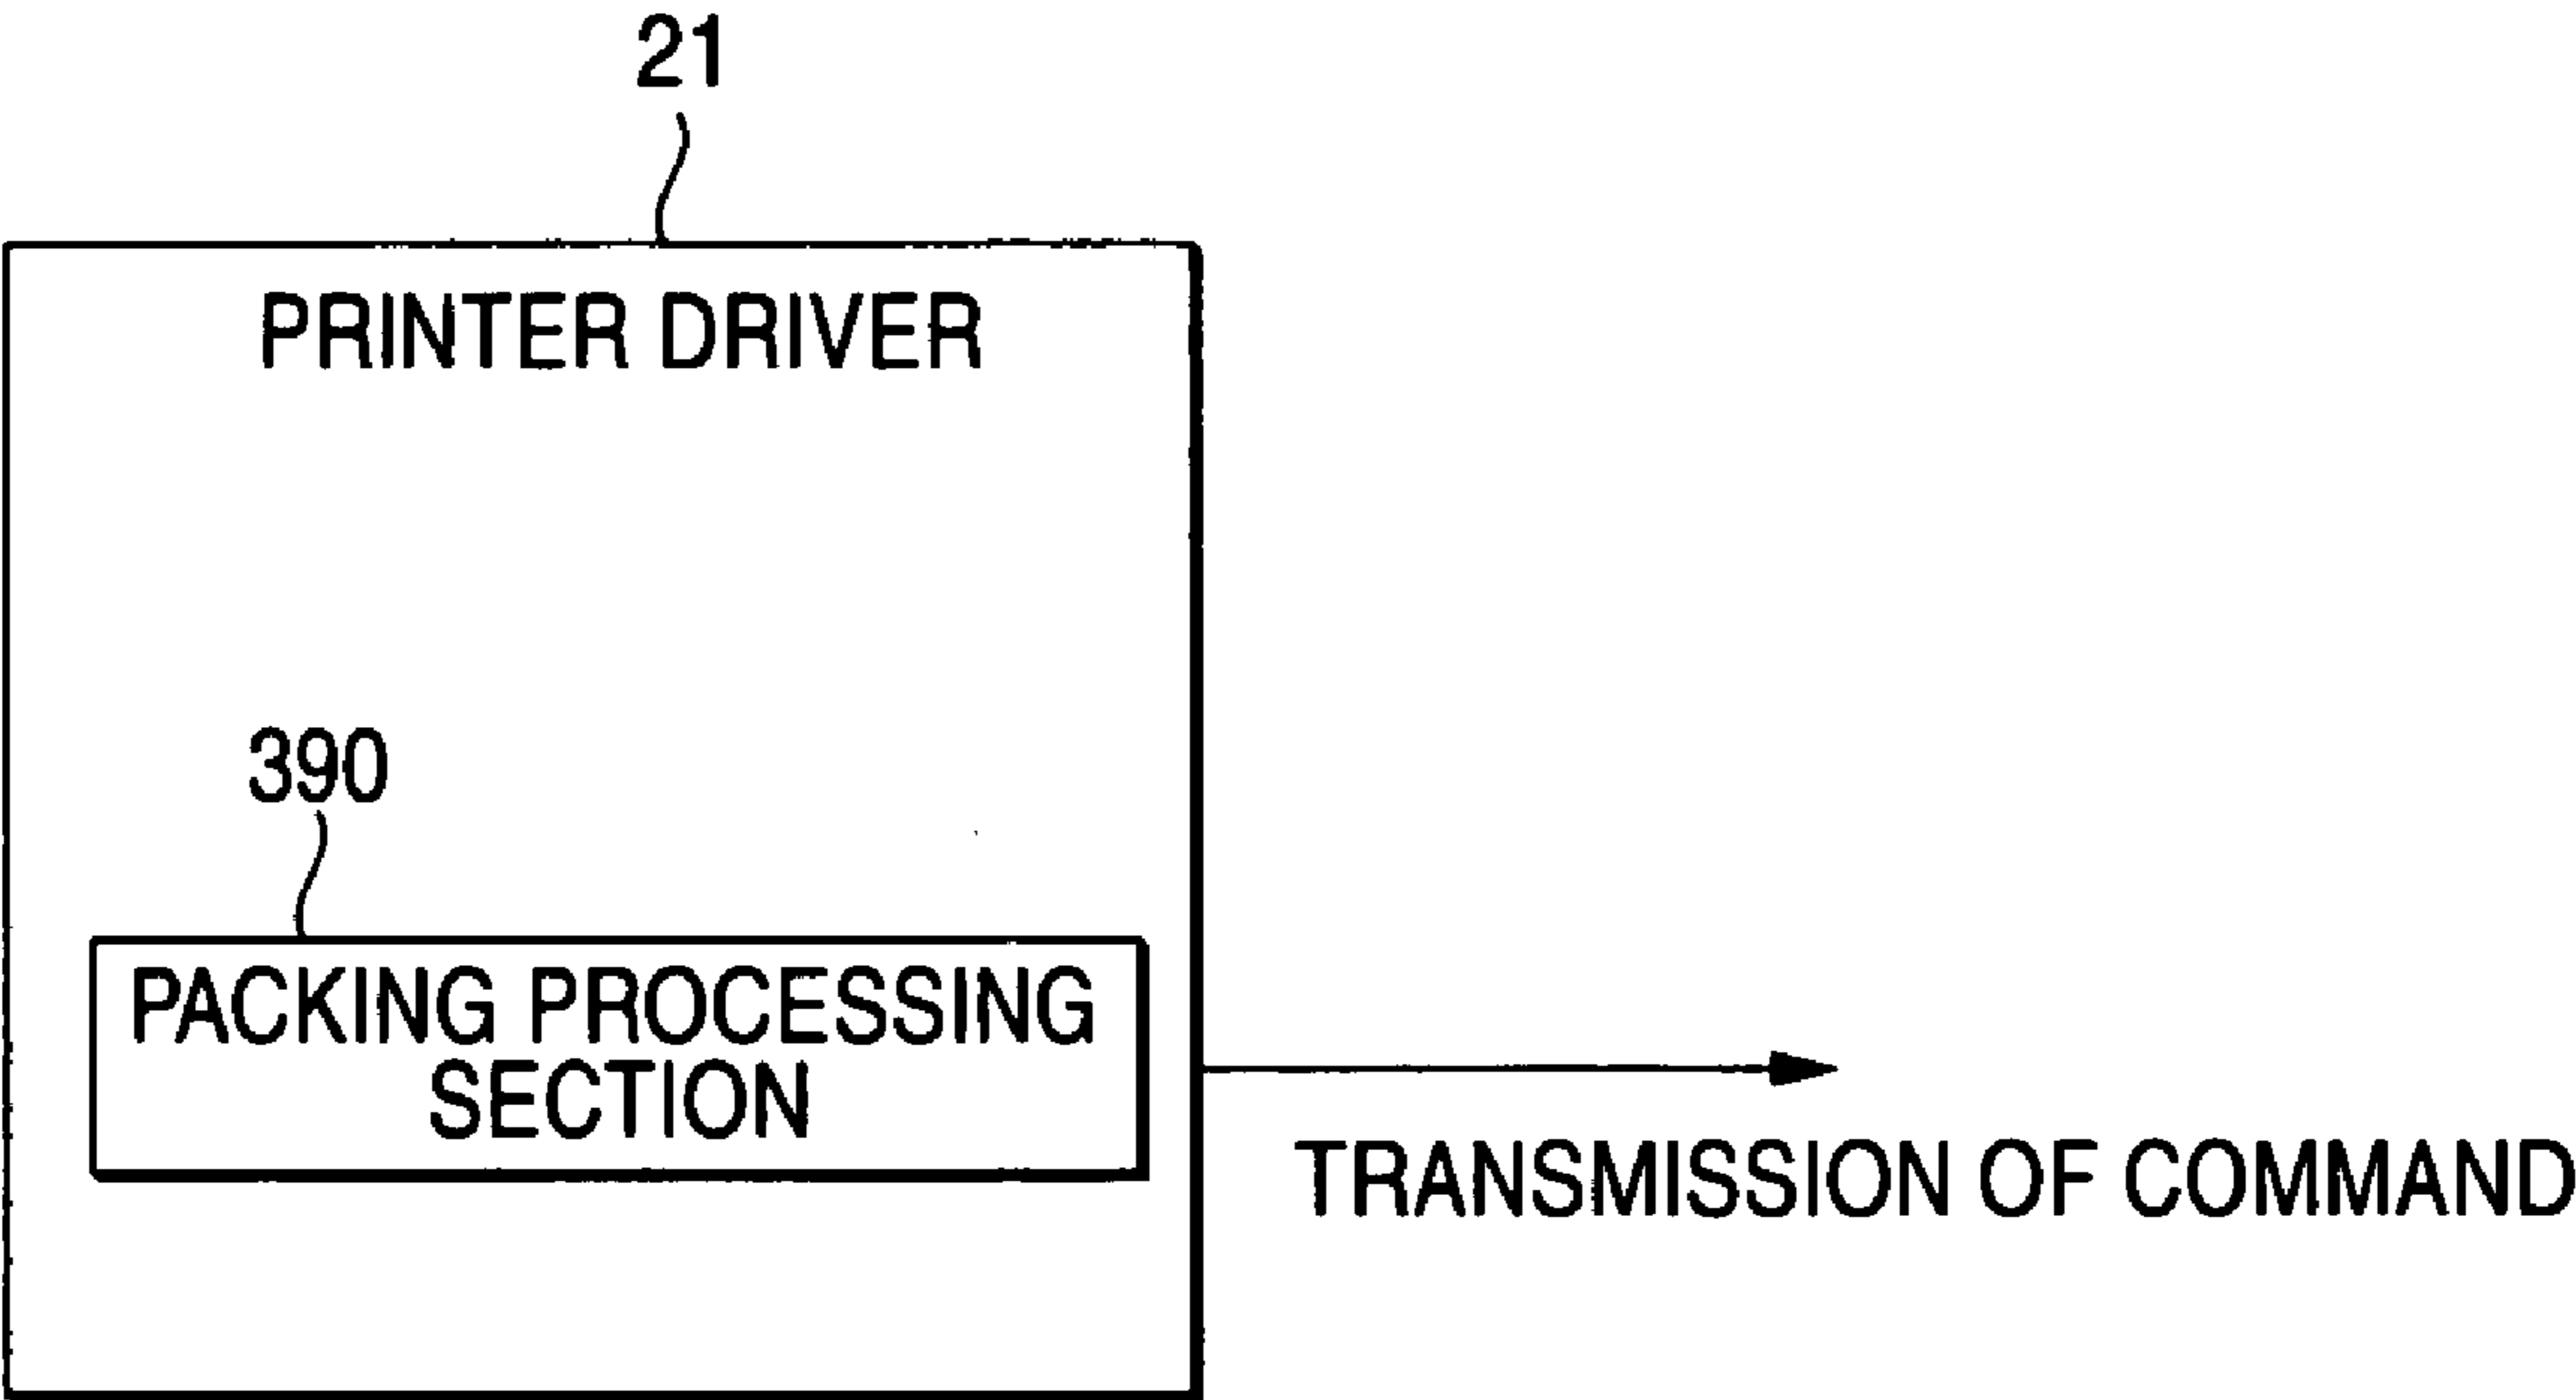 21
PRINTER DRIVER
390
PACKING PROCESSING
SECTION
TRANSMISSION OF COMMAND